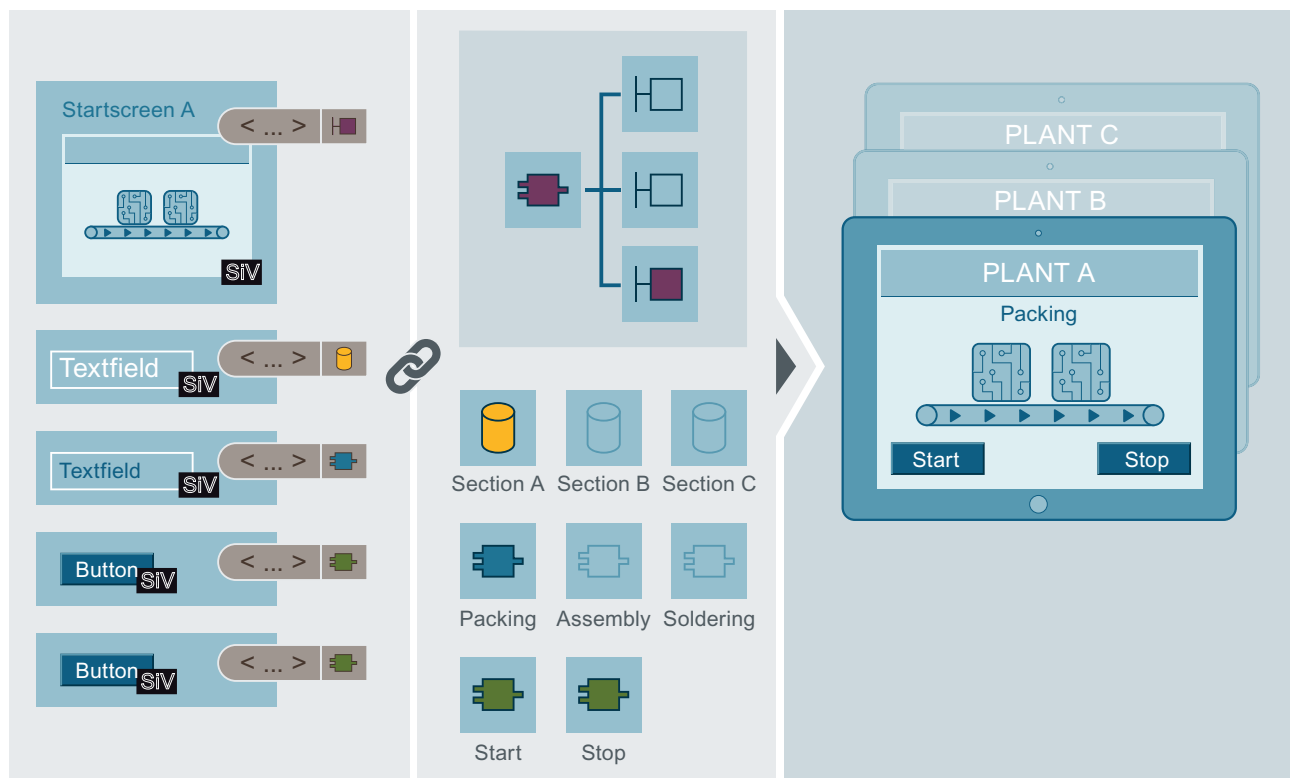 Startscreen A
< ... >
SiV
Textfield
< ... >
SiV
Textfield
< ... >
SiV
Button
< ... >
SiV
Button
< ... >
SiV
Section A Section B Section C
Packing Assembly Soldering
Start Stop
PLANT C
PLANT B
PLANT A
Packing
Start Stop